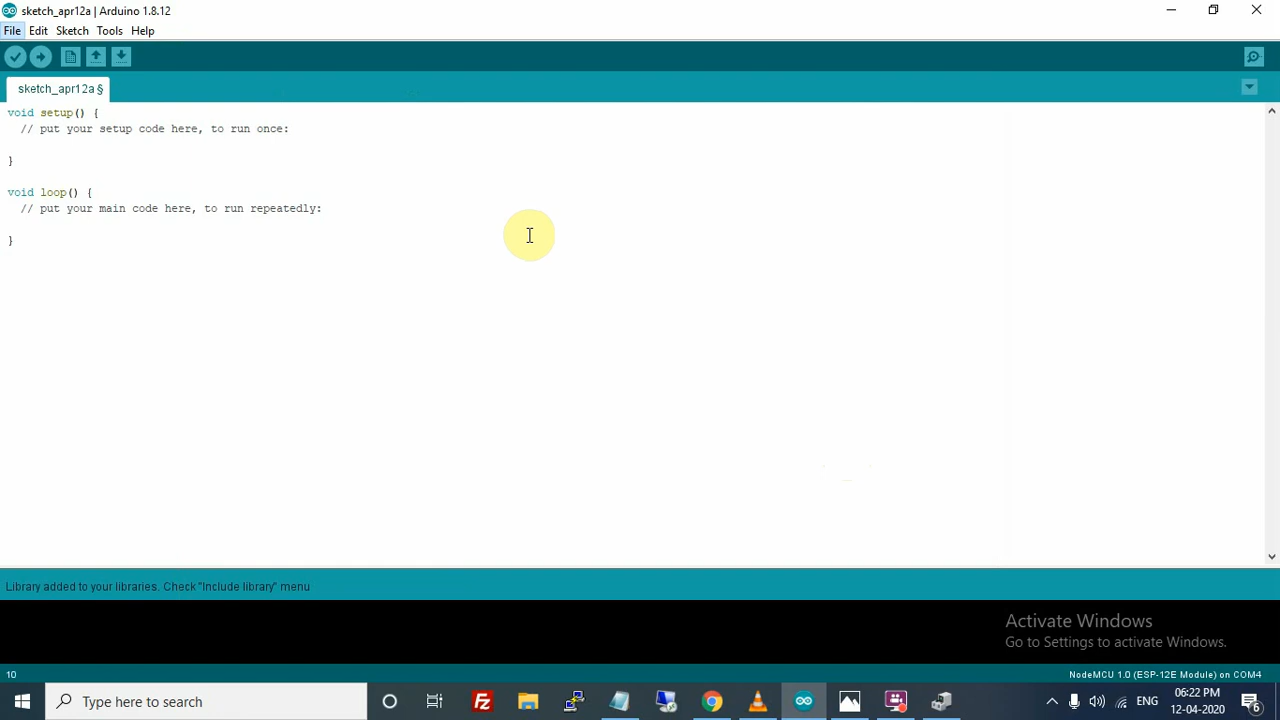 sketch_apr12a | Arduino 1.8.12
File Edit Sketch Tools Help
sketch_apr12a §
void setup() {
// put your setup code here, to run once:
}
void loop() {
// put your main code here, to run repeatedly:
}
Library added to your libraries. Check "Include library" menu
Activate Windows
Go to Settings to activate Windows.
10 NodeMCU 1.0 (ESP-12E Module) on COM4
Type here to search
ENG
06:22 PM
12-04-2020
6